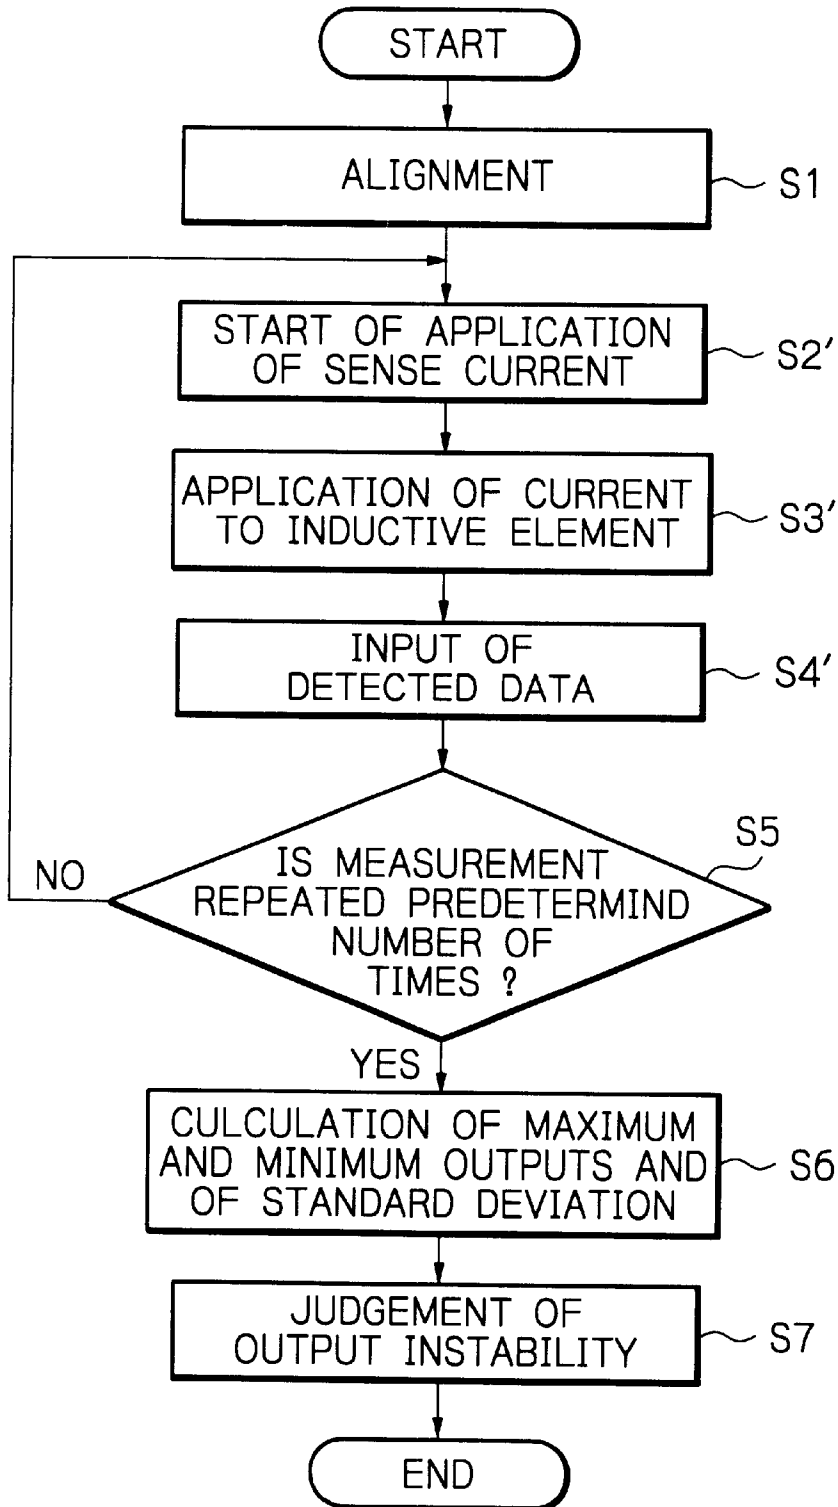 START
ALIGNMENT
S1
START OF APPLICATION
OF SENSE CURRENT
S2'
APPLICATION OF CURRENT
TO INDUCTIVE ELEMENT
S3'
INPUT OF
DETECTED DATA
S4'
S5
IS MEASUREMENT
REPEATED PREDETERMIND
NUMBER OF
TIMES ?
NO
YES
CULCULATION OF MAXIMUM
AND MINIMUM OUTPUTS AND
OF STANDARD DEVIATION
S6
JUDGEMENT OF
OUTPUT INSTABILITY
S7
END